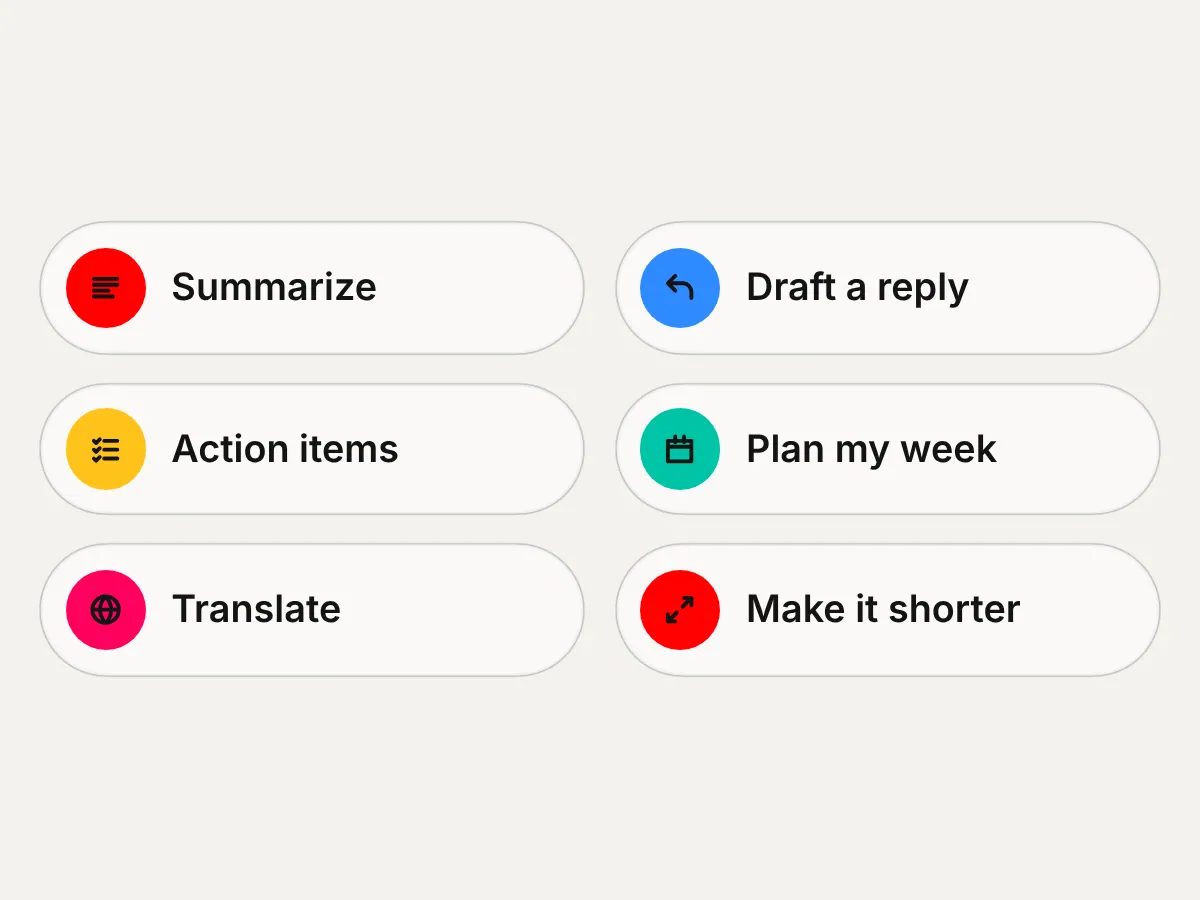 Summarize
Draft a reply
Action items
Plan my week
Translate
Make it shorter